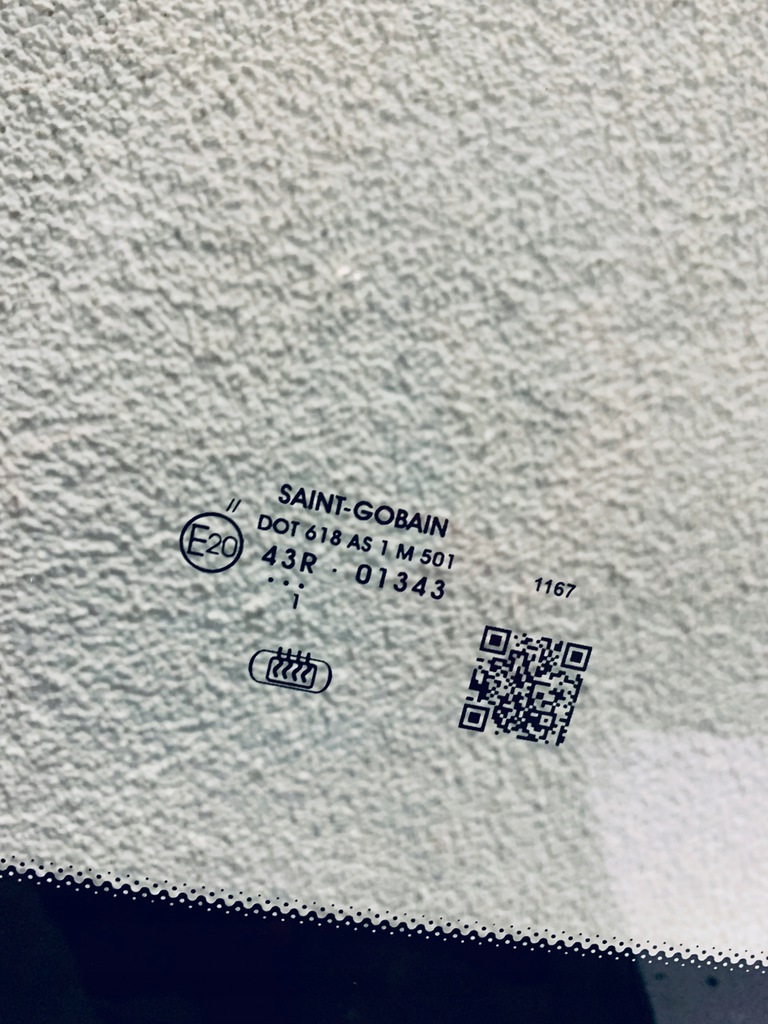 //
SAINT-GOBAIN
E20
DOT 618 AS 1 M 501
43R · 01343
...
1
1167